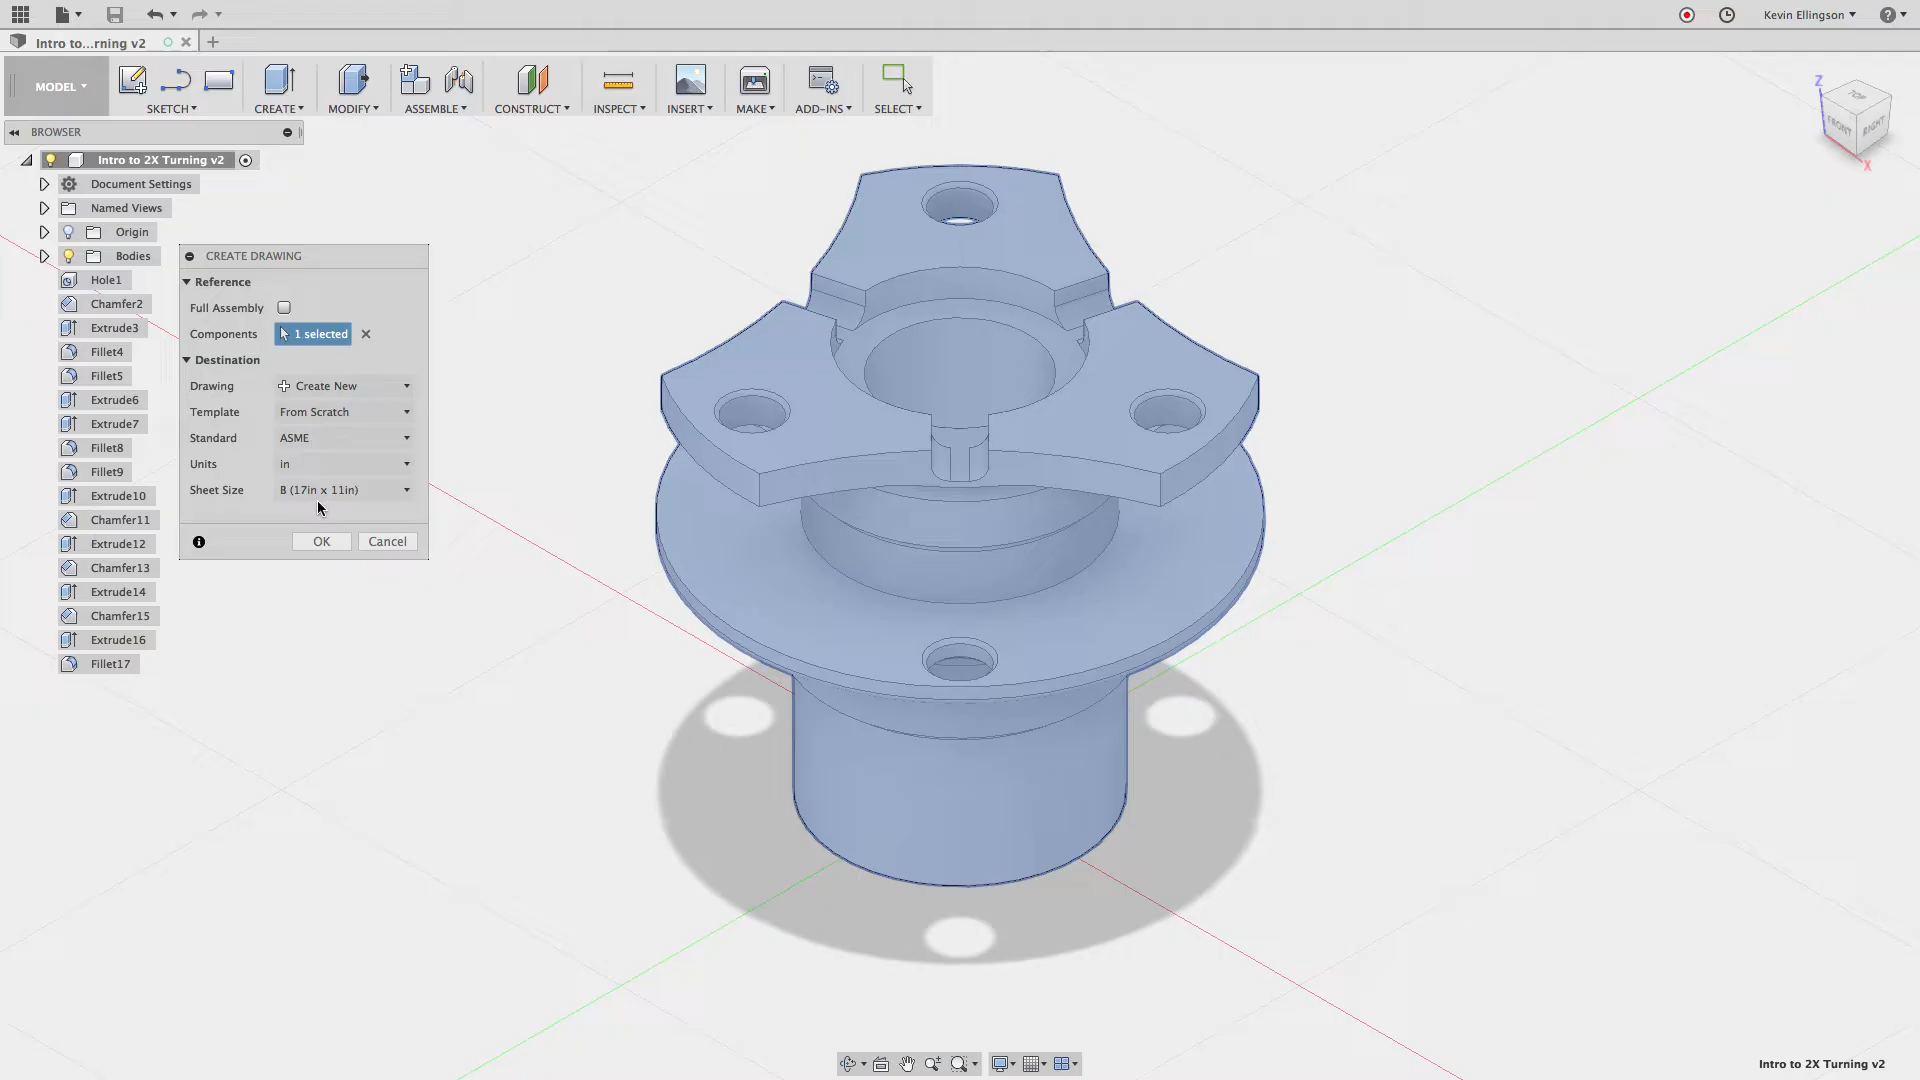 Kevin Ellingson
Intro to...rning v2
MODEL
SKETCH
CREATE
MODIFY
ASSEMBLE
CONSTRUCT
INSPECT
INSERT
MAKE
ADD-INS
SELECT
BROWSER
Intro to 2X Turning v2
Document Settings
Named Views
Origin
Bodies
Hole1
Chamfer2
Extrude3
Fillet4
Fillet5
Extrude6
Extrude7
Fillet8
Fillet9
Extrude10
Chamfer11
Extrude12
Chamfer13
Extrude14
Chamfer15
Extrude16
Fillet17
CREATE DRAWING
Reference
Full Assembly
Components 1 selected
Destination
Drawing Create New
Template From Scratch
Standard ASME
Units in
Sheet Size B (17in x 11in)
OK Cancel
Z
TOP
FRONT RIGHT
X
Intro to 2X Turning v2